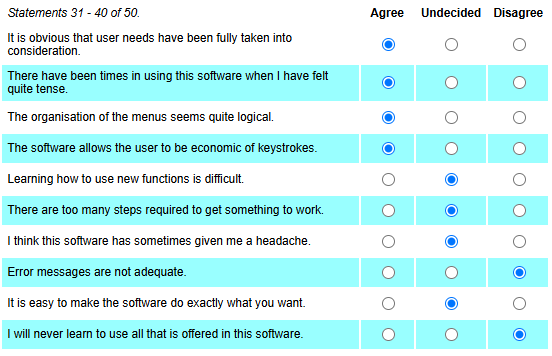 Statements 31 - 40 of 50. Agree Undecided Disagree
It is obvious that user needs have been fully taken into
consideration.
There have been times in using this software when I have felt
quite tense.
The organisation of the menus seems quite logical.
The software allows the user to be economic of keystrokes.
Learning how to use new functions is difficult.
There are too many steps required to get something to work.
I think this software has sometimes given me a headache.
Error messages are not adequate.
It is easy to make the software do exactly what you want.
I will never learn to use all that is offered in this software.